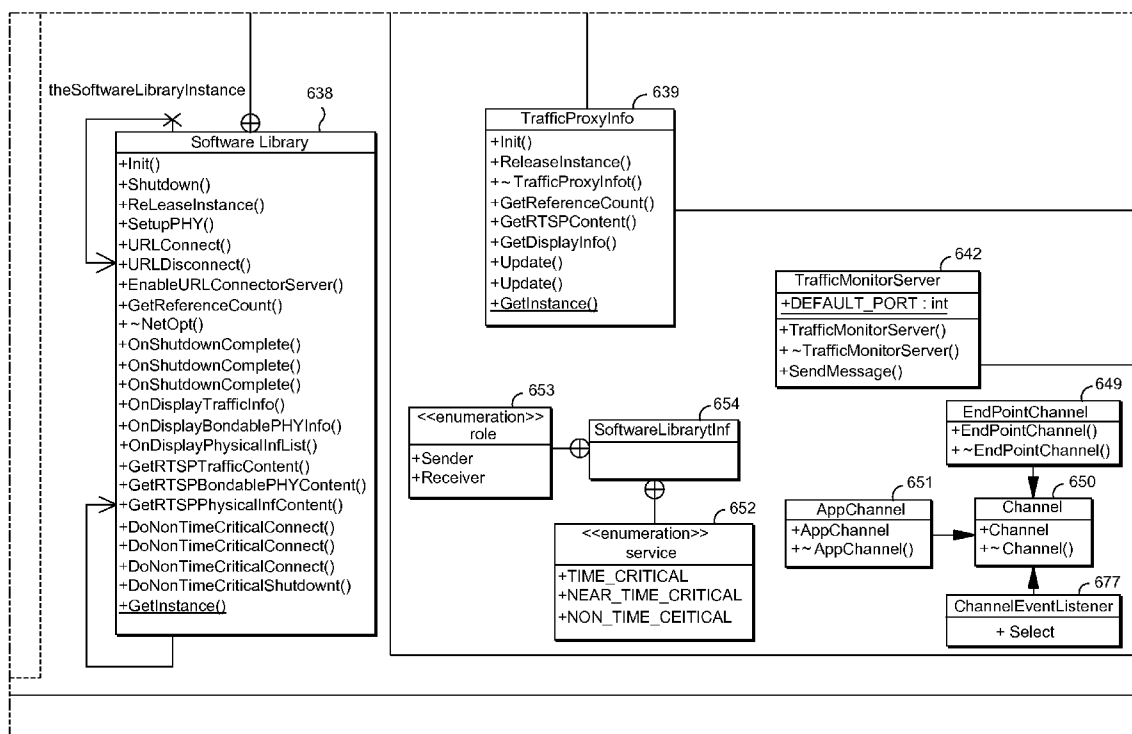 theSoftwareLibraryInstance
638
Software Library
+Init()
+Shutdown()
+ReLeaseInstance()
+SetupPHY()
+URLConnect()
+URLDisconnect()
+EnableURLConnectorServer()
+GetReferenceCount()
+~NetOpt()
+OnShutdownComplete()
+OnShutdownComplete()
+OnShutdownComplete()
+OnDisplayTrafficInfo()
+OnDisplayBondablePHYInfo()
+OnDisplayPhysicalInfList()
+GetRTSPTrafficContent()
+GetRTSPBondablePHYContent()
+GetRTSPPhysicalInfContent()
+DoNonTimeCriticalConnect()
+DoNonTimeCriticalConnect()
+DoNonTimeCriticalConnect()
+DoNonTimeCriticalShutdownt()
+GetInstance()
639
TrafficProxyInfo
+Init()
+ReleaseInstance()
+~TrafficProxyInfot()
+GetReferenceCount()
+GetRTSPContent()
+GetDisplayInfo()
+Update()
+Update()
+GetInstance()
642
TrafficMonitorServer
+DEFAULT_PORT : int
+TrafficMonitorServer()
+~TrafficMonitorServer()
+SendMessage()
653
<<enumeration>>
role
+Sender
+Receiver
654
SoftwareLibrarytInf
652
<<enumeration>>
service
+TIME_CRITICAL
+NEAR_TIME_CRITICAL
+NON_TIME_CEITICAL
649
EndPointChannel
+EndPointChannel()
+~EndPointChannel()
651
AppChannel
+AppChannel
+~AppChannel()
650
Channel
+Channel
+~Channel()
677
ChannelEventListener
+ Select